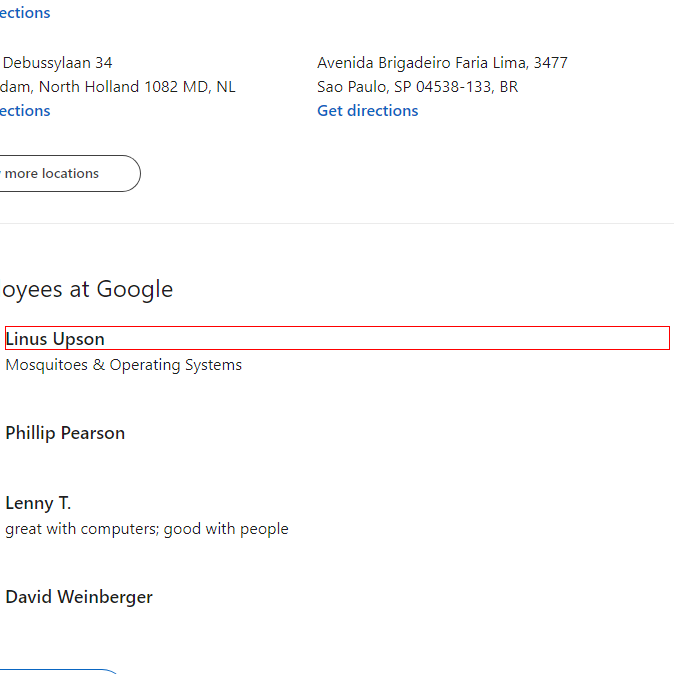 ections
Debussylaan 34
dam, North Holland 1082 MD, NL
ections
Avenida Brigadeiro Faria Lima, 3477
Sao Paulo, SP 04538-133, BR
Get directions
more locations
oyees at Google
Linus Upson
Mosquitoes & Operating Systems
Phillip Pearson
Lenny T.
great with computers; good with people
David Weinberger